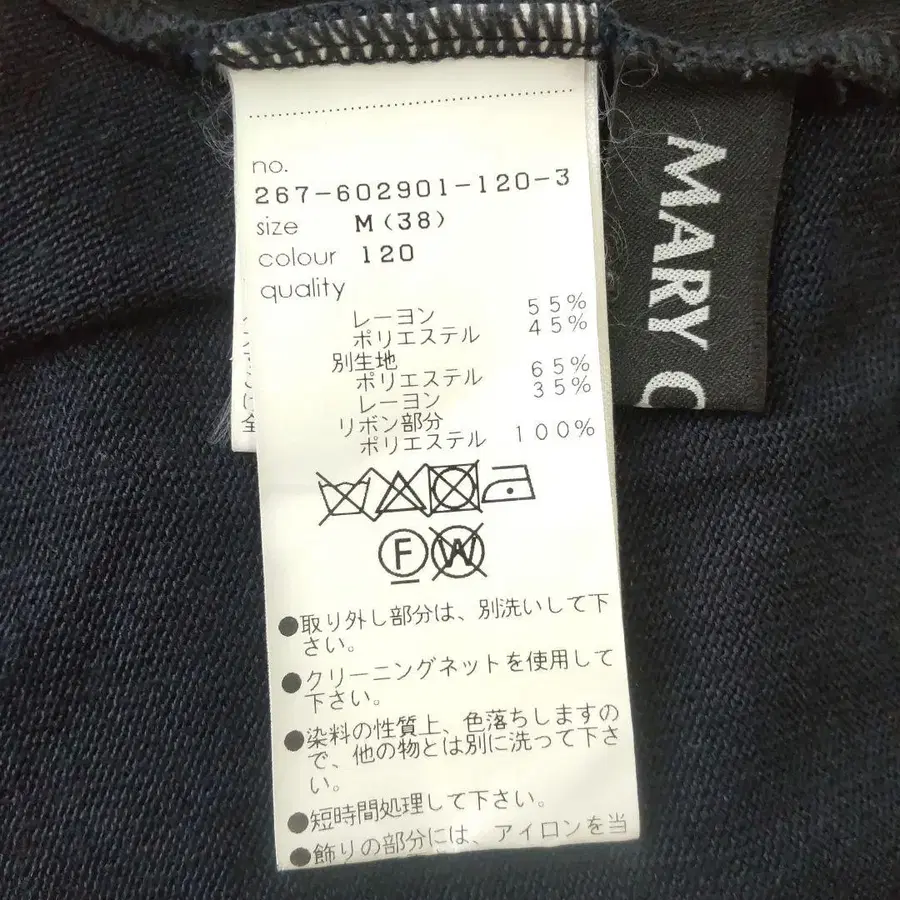 no.
267-602901-120-3
size M(38)
colour 120
quality
レーヨン 55%
ポリエステル 45%
別生地
ポリエステル 65%
レーヨン 35%
リボン部分
ポリエステル 100%
F W
●取り外し部分は、別洗いして下
さい。
●クリーニングネットを使用して
下さい。
●染料の性質上、色落ちしますの
で、他の物とは別に洗って下さ
い。
●短時間処理して下さい。
●飾りの部分には、アイロンを当
MARY